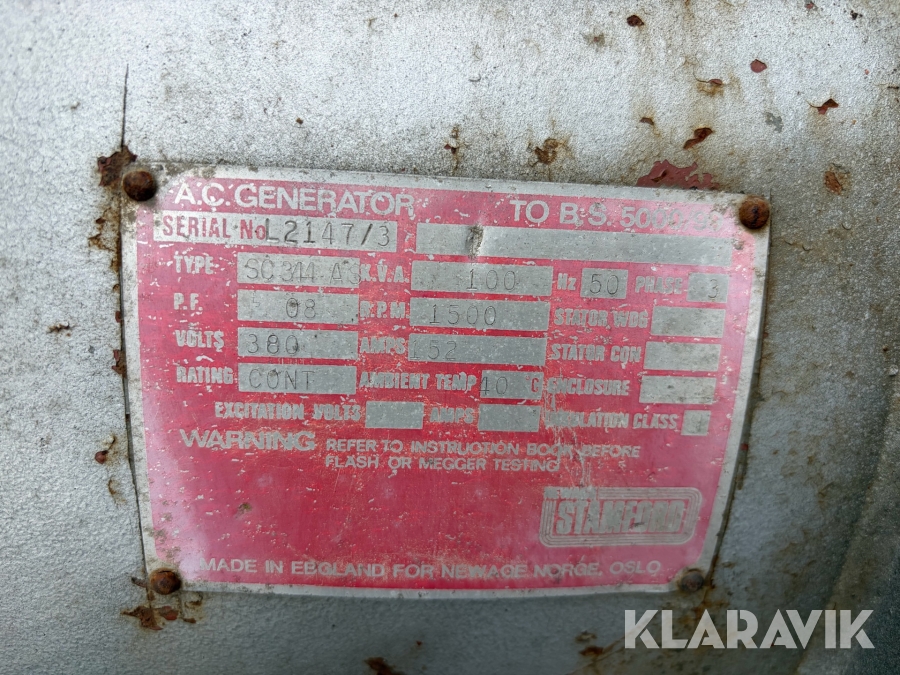 A.C. GENERATOR TO B.S.
SERIAL No L2147/3
TYPE SC344 A K.V.A. 100 Hz 50 PHASE 3
P.F. 08 R.P.M 1500 STATOR WDG
VOLTS 380 AMPS 152 STATOR CON
RATING CONT AMBIENT TEMP 40 C ENCLOSURE
EXCITATION VOLTS AMPS INSULATION CLASS
WARNING REFER TO INSTRUCTION BOOK BEFORE
FLASH OR MEGGER TESTING
STAMFORD
MADE IN EBGLAND FOR NEWAGE NORGE, OSLO
KLARAVIK